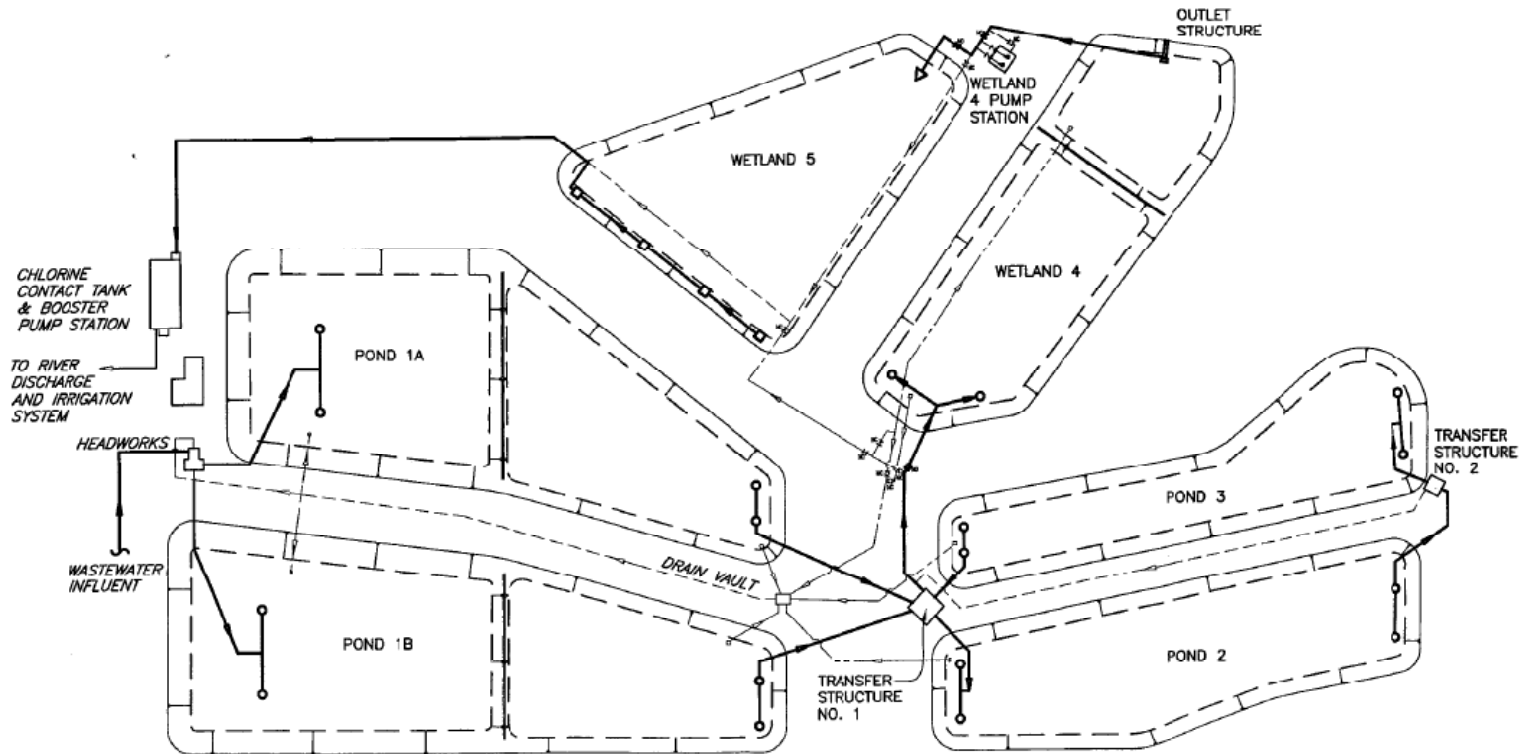 OUTLET
STRUCTURE
WETLAND
4 PUMP
STATION
WETLAND 5
WETLAND 4
CHLORINE
CONTACT TANK
& BOOSTER
PUMP STATION
POND 1A
TO RIVER
DISCHARGE
AND IRRIGATION
SYSTEM
HEADWORKS
TRANSFER
STRUCTURE
NO. 2
POND 3
WASTEWATER
INFLUENT
DRAIN VAULT
POND 1B
POND 2
TRANSFER
STRUCTURE
NO. 1